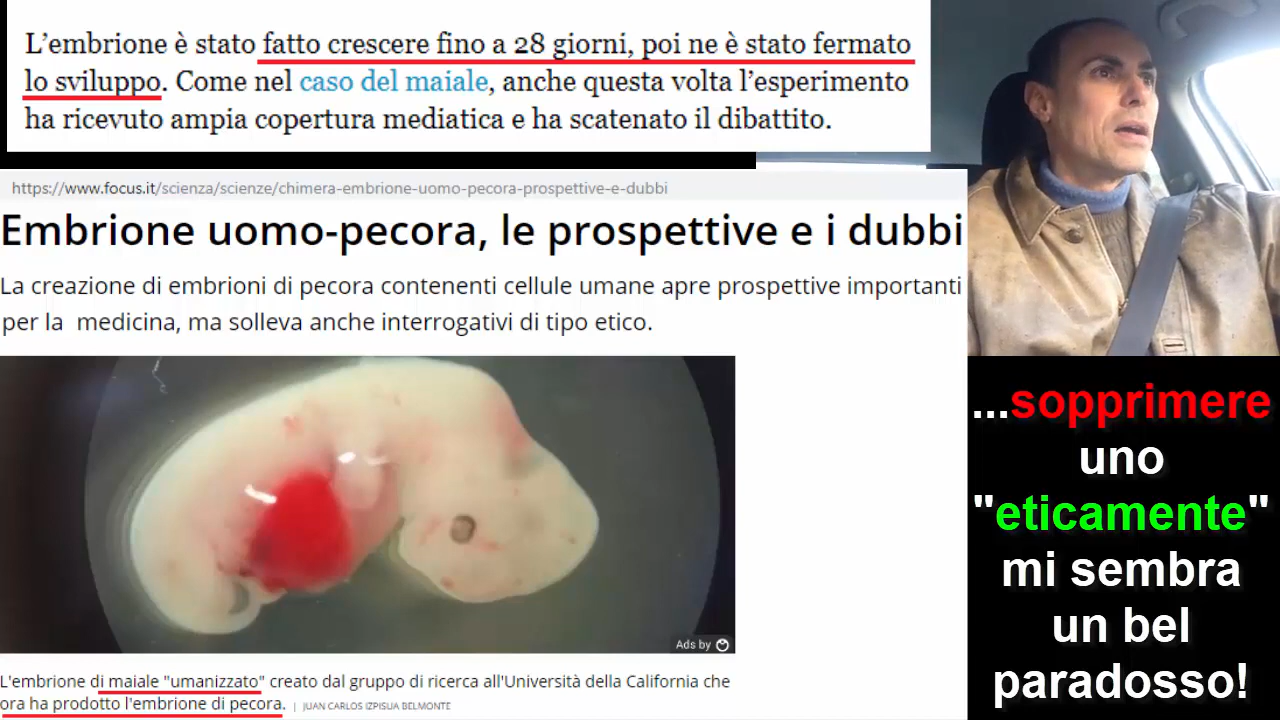 L'embrione è stato fatto crescere fino a 28 giorni, poi ne è stato fermato
lo sviluppo. Come nel caso del maiale, anche questa volta l'esperimento
ha ricevuto ampia copertura mediatica e ha scatenato il dibattito.
https://www.focus.it/scienza/scienze/chimera-embrione-uomo-pecora-prospettive-e-dubbi
Embrione uomo-pecora, le prospettive e i dubbi
La creazione di embrioni di pecora contenenti cellule umane apre prospettive importanti
per la medicina, ma solleva anche interrogativi di tipo etico.
Ads by
L'embrione di maiale "umanizzato" creato dal gruppo di ricerca all'Università della California che
ora ha prodotto l'embrione di pecora. | JUAN CARLOS IZPISUA BELMONTE
...sopprimere
uno
"eticamente"
mi sembra
un bel
paradosso!